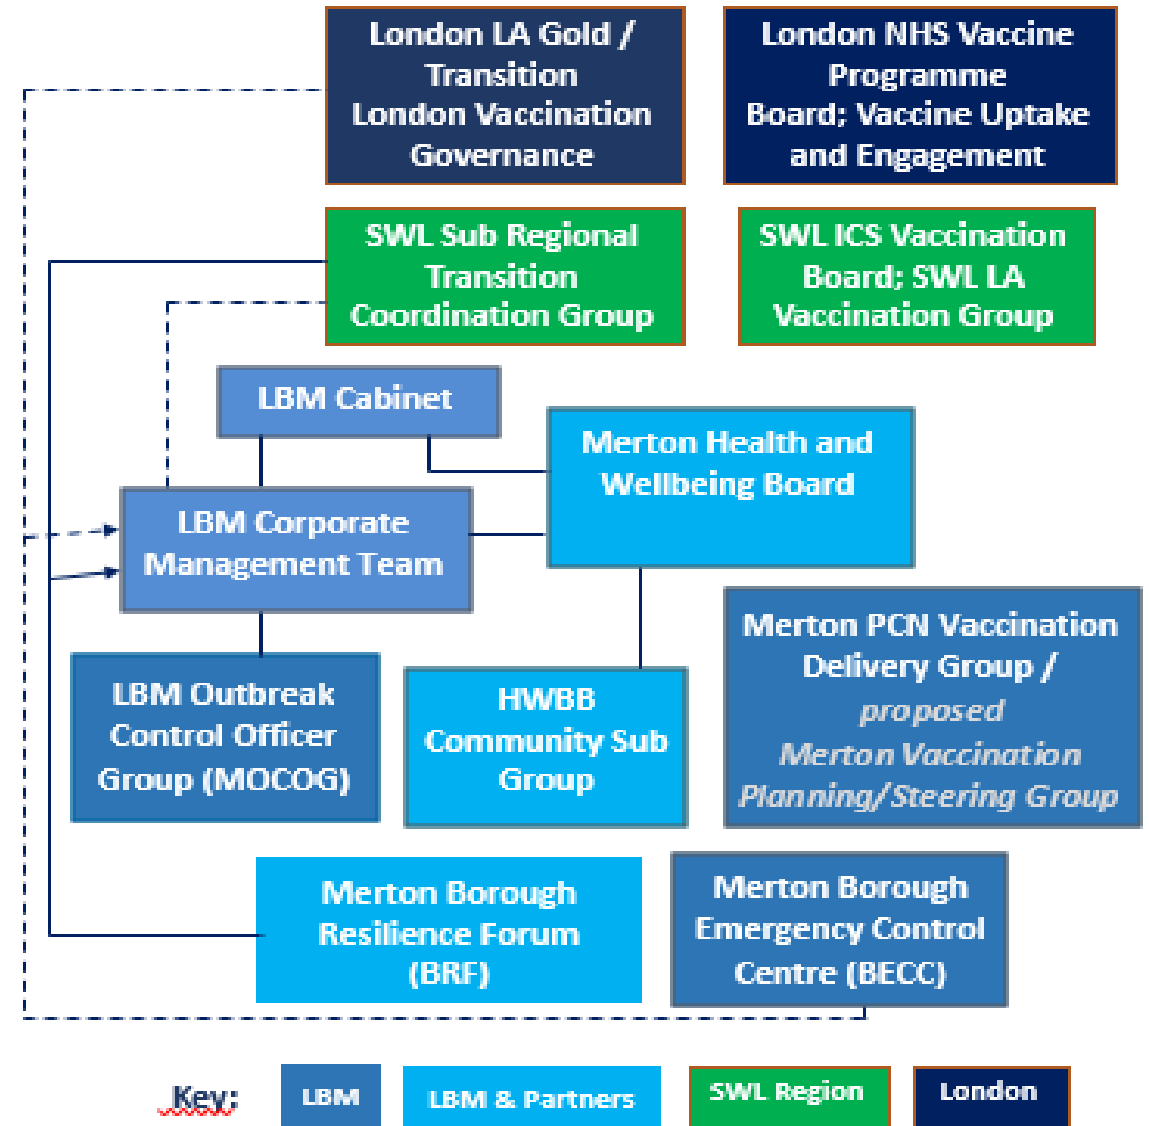 London LA Gold /
Transition
London Vaccination
Governance
London NHS Vaccine
Programme
Board; Vaccine Uptake
and Engagement
SWL Sub Regional
Transition
Coordination Group
SWL ICS Vaccination
Board; SWL LA
Vaccination Group
LBM Cabinet
Merton Health and
Wellbeing Board
LBM Corporate
Management Team
Merton PCN Vaccination
Delivery Group /
proposed
Merton Vaccination
Planning/Steering Group
LBM Outbreak
Control Officer
Group (MOCOG)
HWBB
Community Sub
Group
Merton Borough
Resilience Forum
(BRF)
Merton Borough
Emergency Control
Centre (BECC)
Key:
LBM
LBM & Partners
SWL Region
London